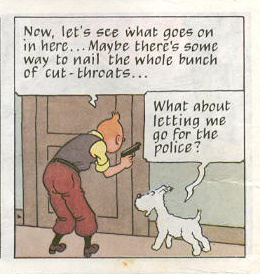 Now, let's see what goes on
in here... Maybe there's some
way to nail the whole bunch
of cut-throats...
What about
letting me
go for the
police?